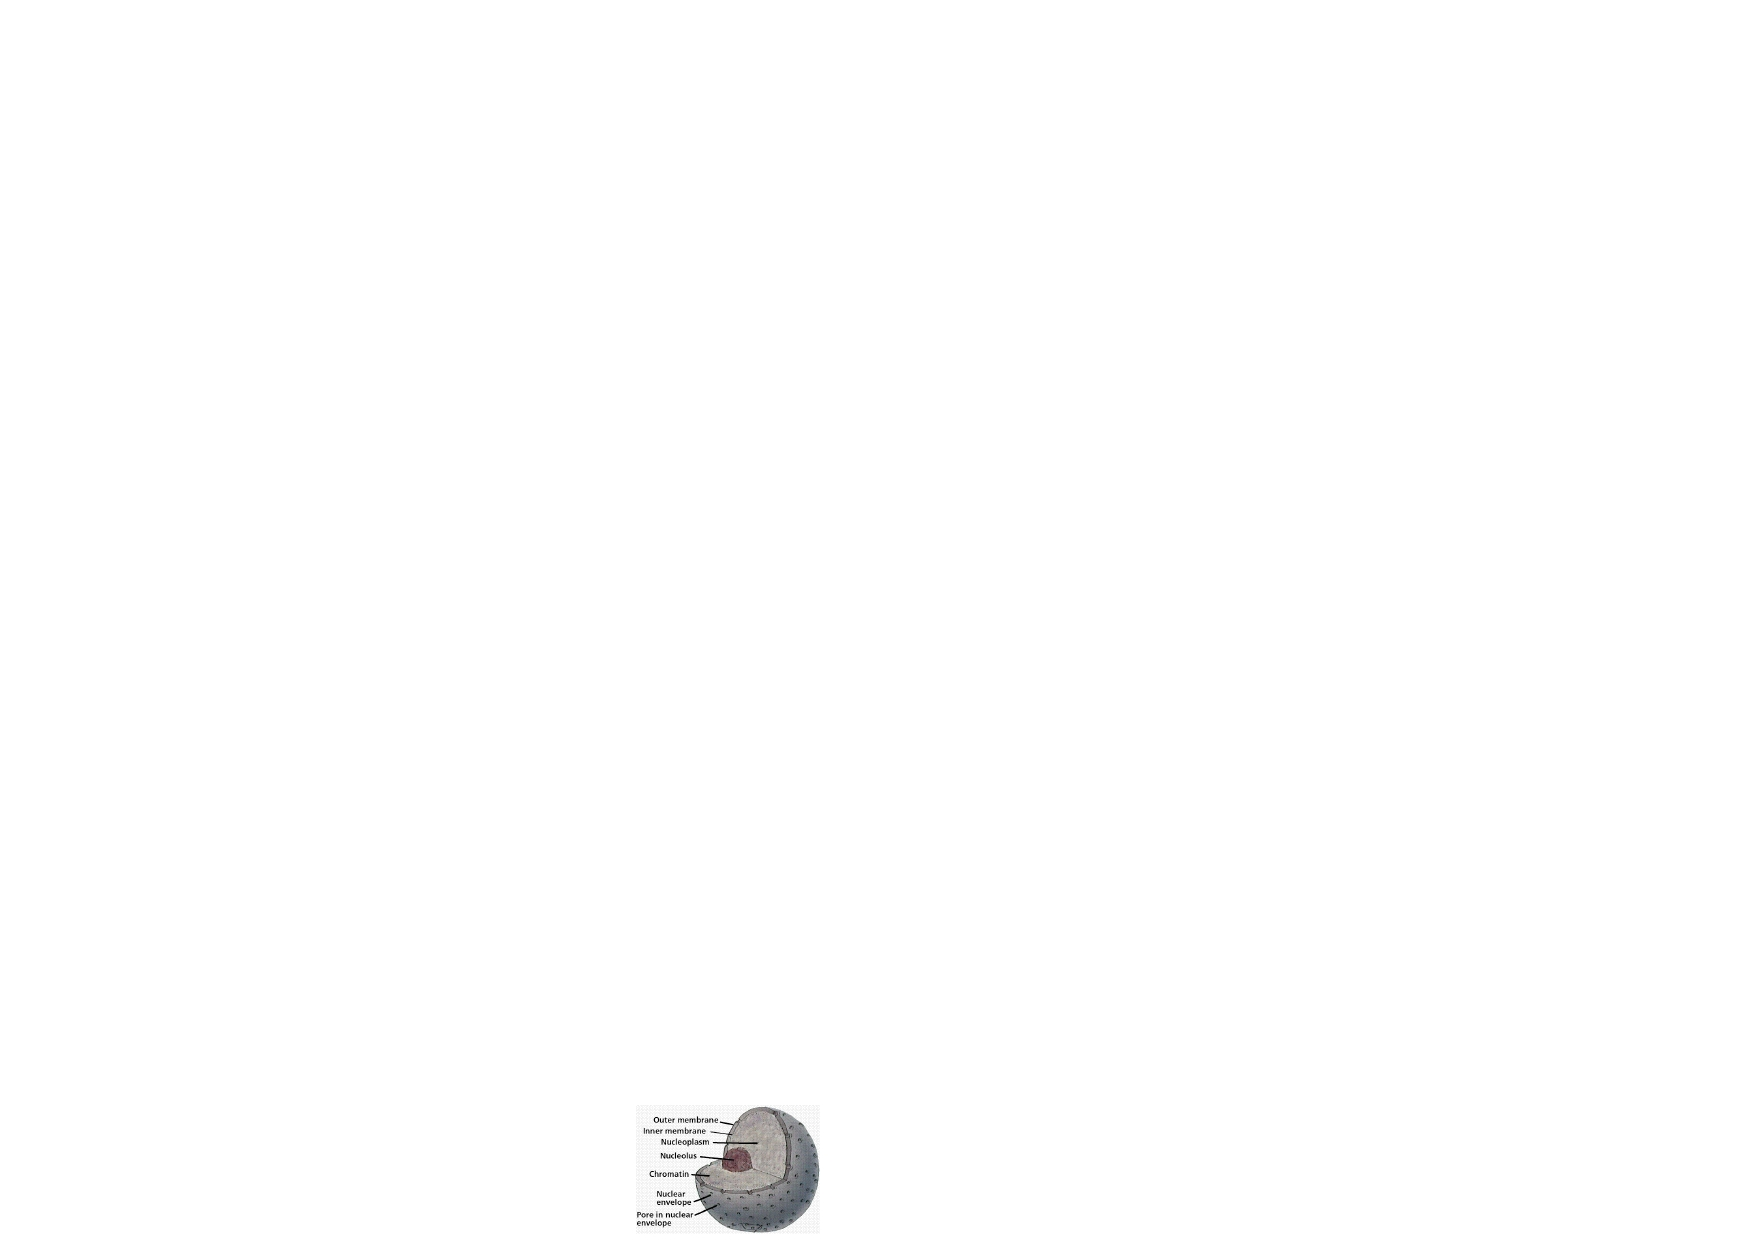 Outer membrane
Inner membrane
Nucleoplasm
Nucleolus
Chromatin
Nuclear
envelope
Pore in nuclear
envelope